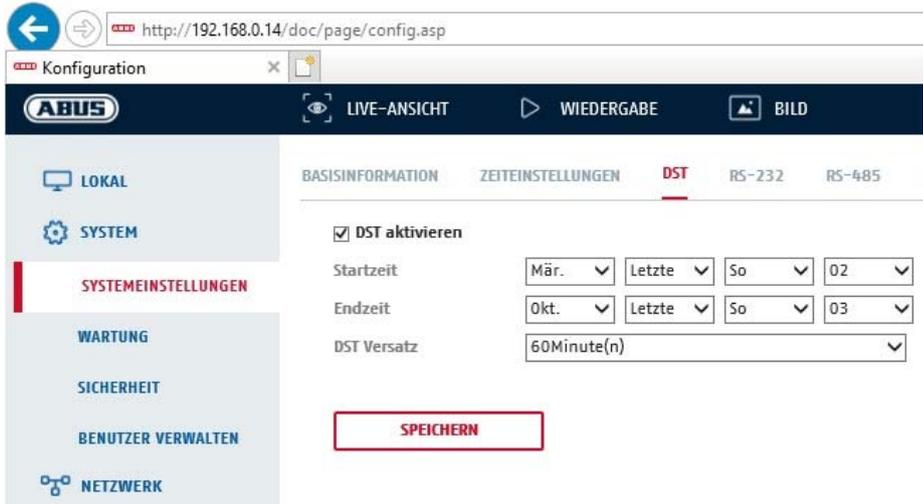 http://192.168.0.14/doc/page/config.asp
Konfiguration
ABUS LIVE-ANSICHT WIEDERGABE BILD
LOKAL
SYSTEM
SYSTEMEINSTELLUNGEN
WARTUNG
SICHERHEIT
BENUTZER VERWALTEN
NETZWERK
BASISINFORMATION ZEITEINSTELLUNGEN DST RS-232 RS-485
DST aktivieren
Startzeit Mär. Letzte So 02
Endzeit Okt. Letzte So 03
DST Versatz 60Minute(n)
SPEICHERN